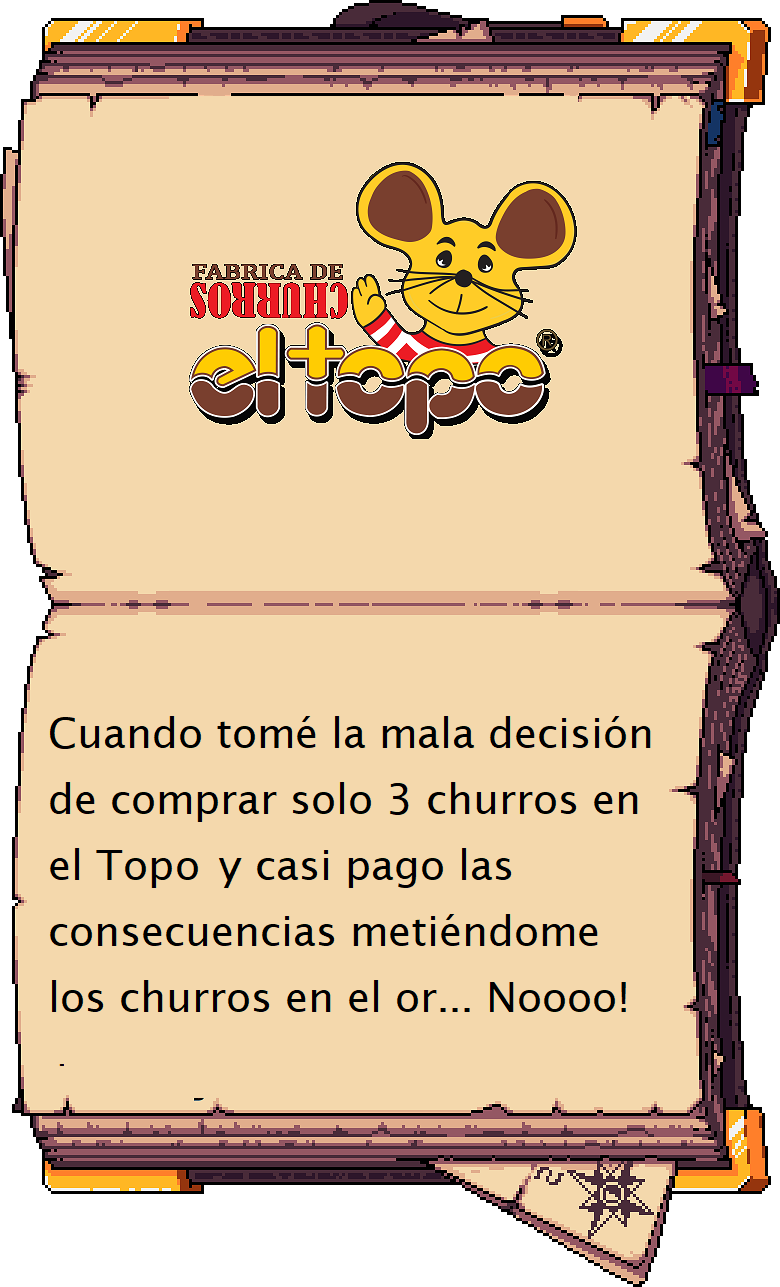 FABRICA DE
CHURROS
el topo
®
Cuando tomé la mala decisión
de comprar solo 3 churros en
el Topo y casi pago las
consecuencias metiéndome
los churros en el or... Noooo!